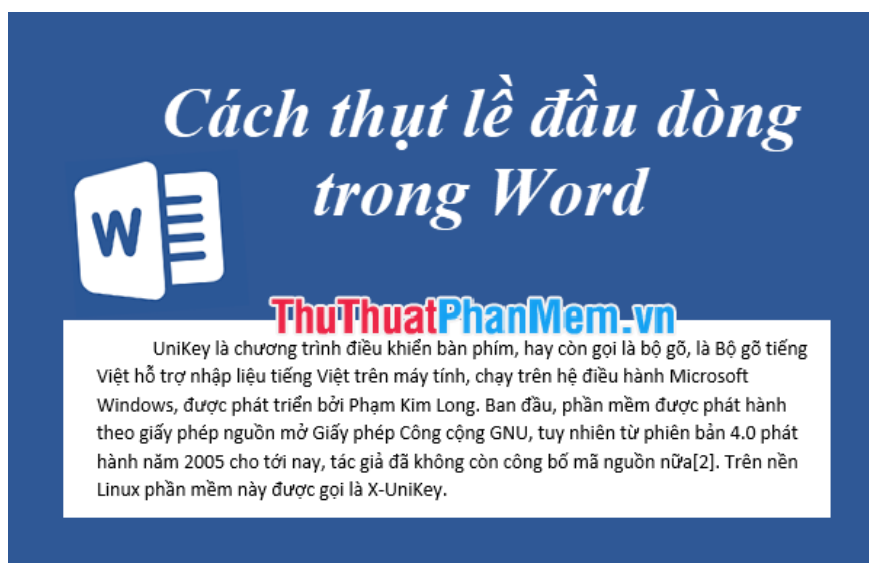 Cách thụt lề đầu dòng
trong Word
W
ThuThuatPhanMem.vn
UniKey là chương trình điều khiển bàn phím, hay còn gọi là bộ gõ, là Bộ gõ tiếng
Việt hỗ trợ nhập liệu tiếng Việt trên máy tính, chạy trên hệ điều hành Microsoft
Windows, được phát triển bởi Phạm Kim Long. Ban đầu, phần mềm được phát hành
theo giấy phép nguồn mở Giấy phép Công cộng GNU, tuy nhiên từ phiên bản 4.0 phát
hành năm 2005 cho tới nay, tác giả đã không còn công bố mã nguồn nữa[2]. Trên nền
Linux phần mềm này được gọi là X-UniKey.